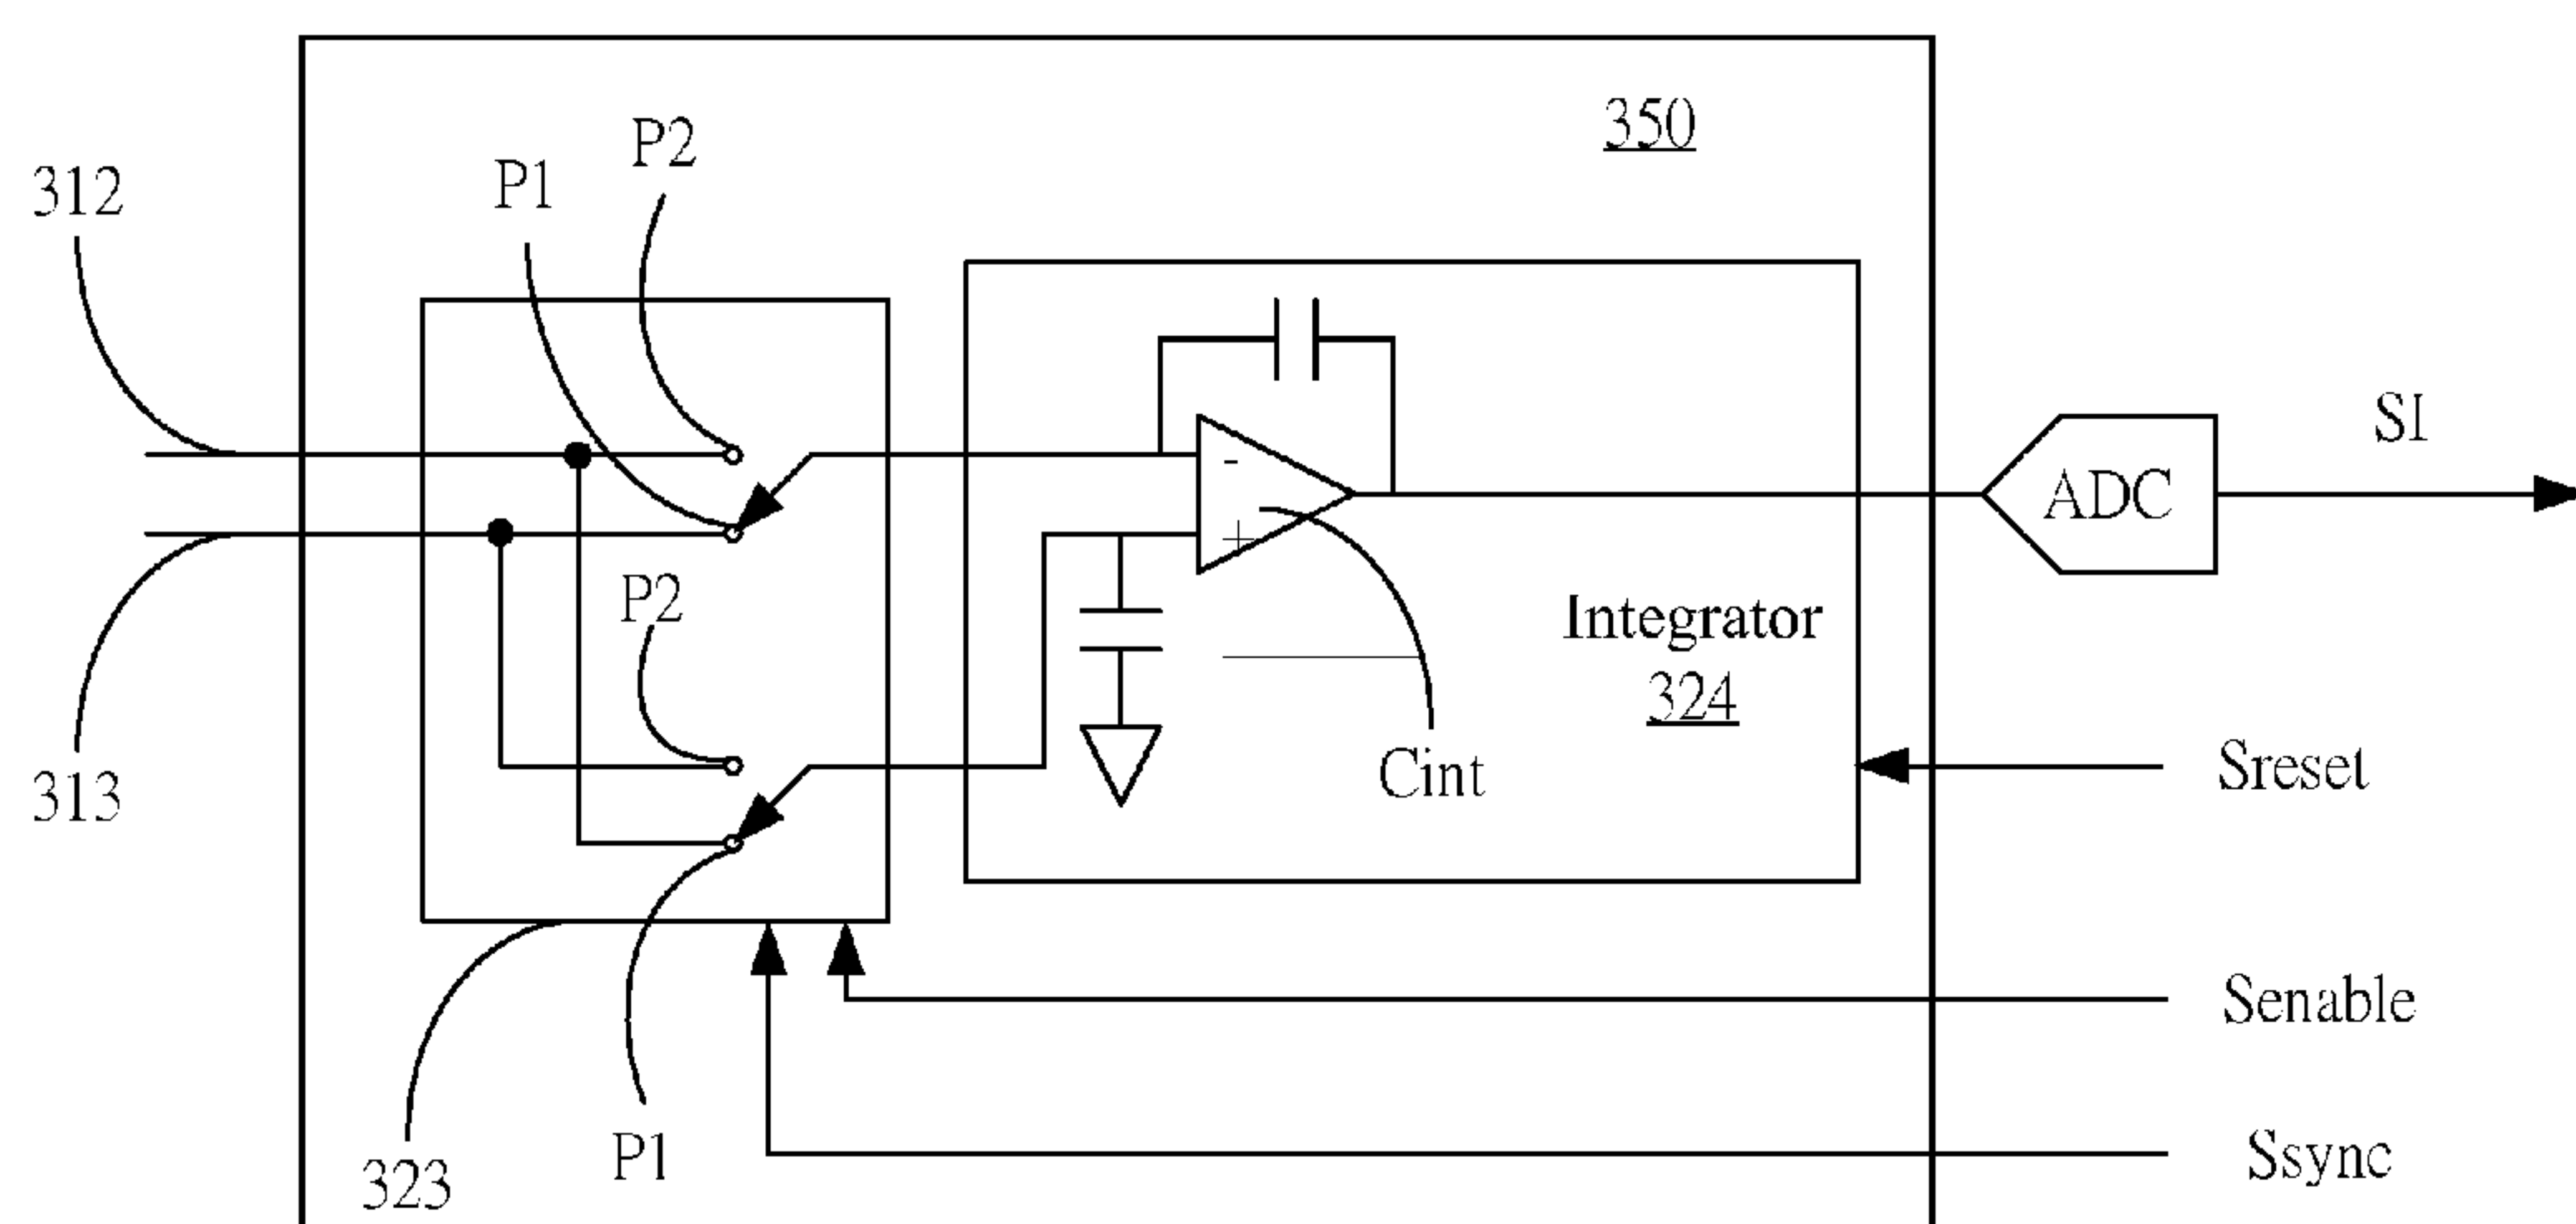 350
P2
P1
312
SI
-
ADC
+
P2
Integrator
324
313
Cint
Sreset
Senable
P1
Ssync
323